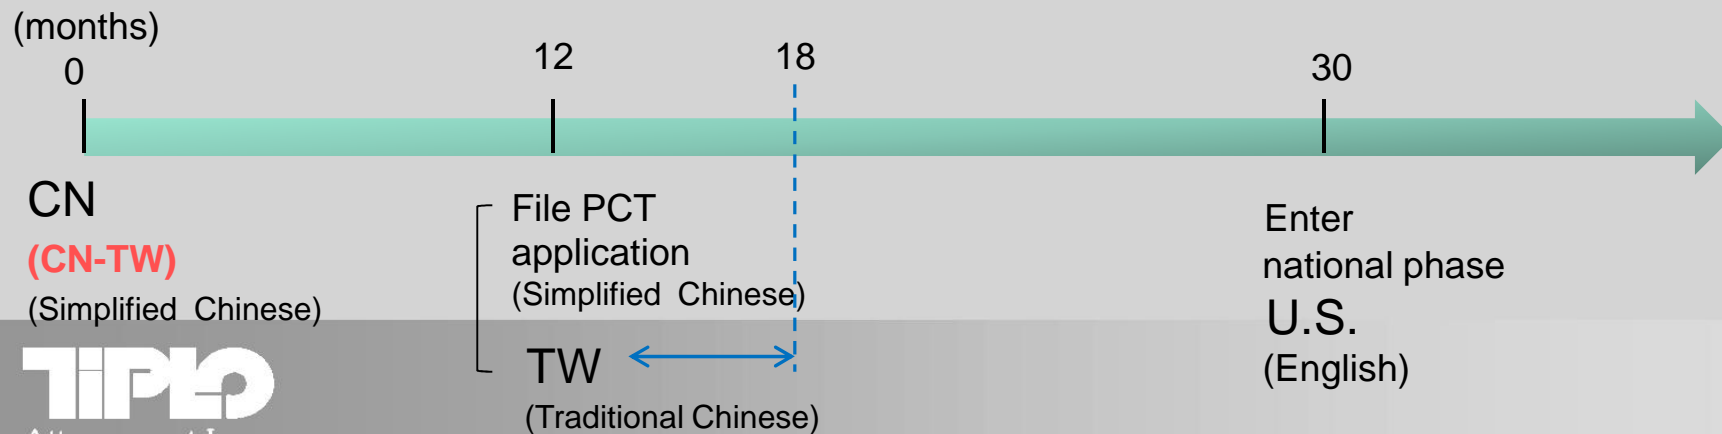 (months)
0
12
18
30
CN
(CN-TW)
(Simplified Chinese)
File PCT
application
(Simplified Chinese)
TW
(Traditional Chinese)
Enter
national phase
U.S.
(English)
TIPLO